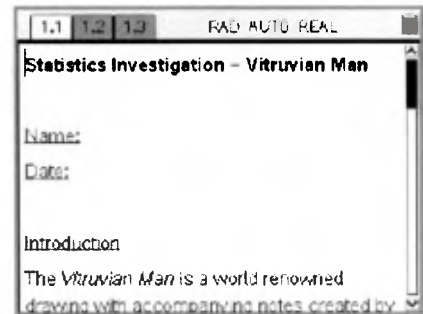 1.1 1.2 1.3 RAD AUTO REAL
Statistics Investigation – Vitruvian Man
Name:
Date:
Introduction
The Vitruvian Man is a world renowned
drawing with accompanying notes created by